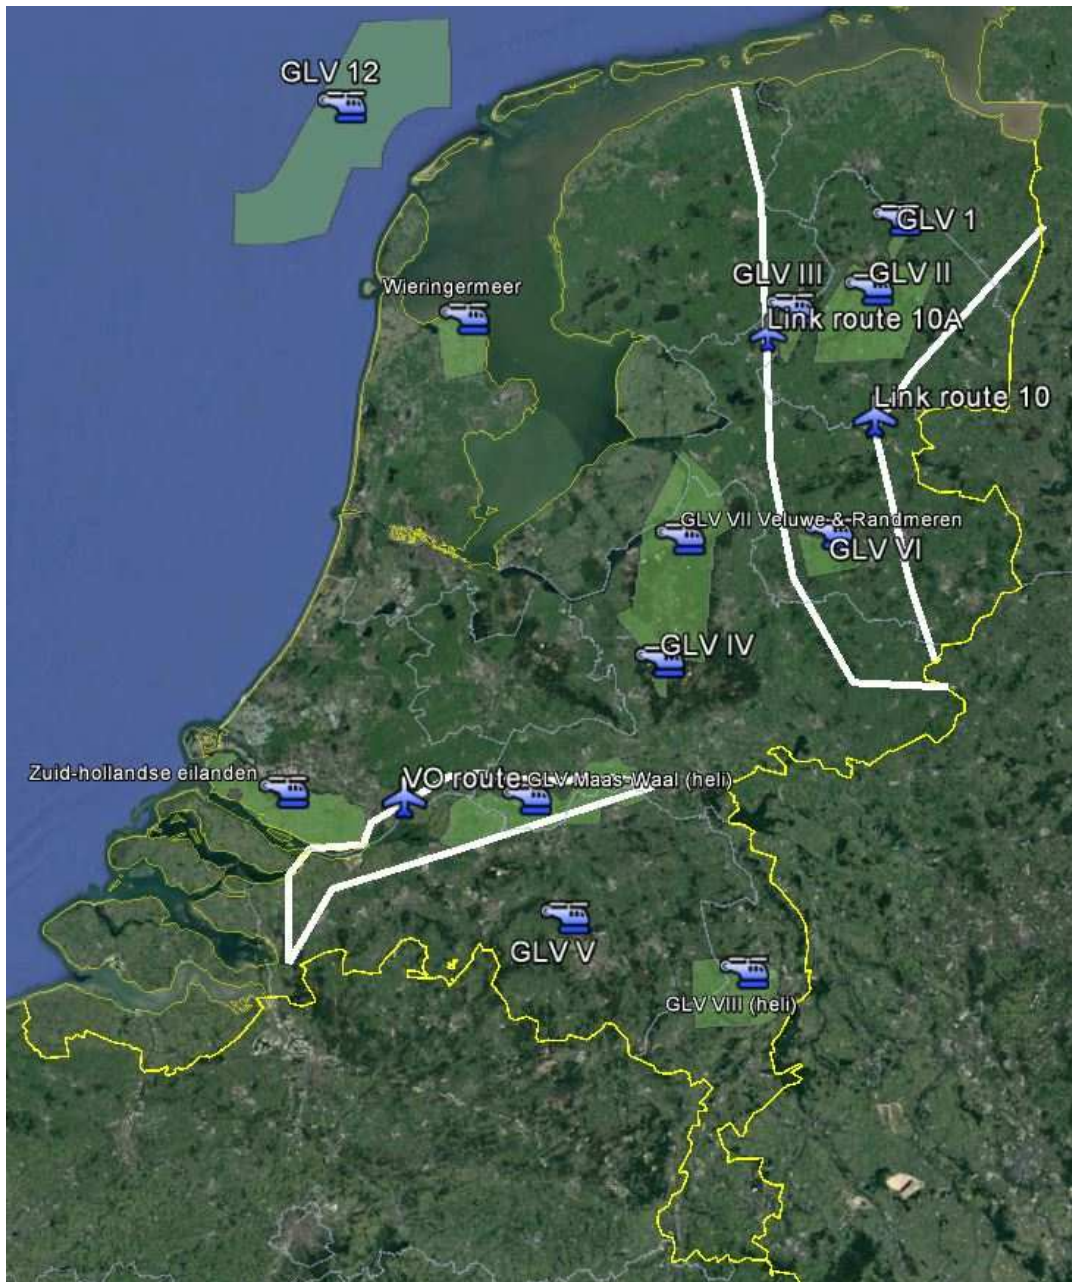 GLV 12
GLV 1
GLV II
GLV III
Wieringermeer
Link route 10A
Link route 10
GLV VII Veluwe & Randmeren
GLV VI
GLV IV
Zuid-hollandse eilanden
VO route
GLV Maas-Waal (heli)
GLV V
GLV VIII (heli)